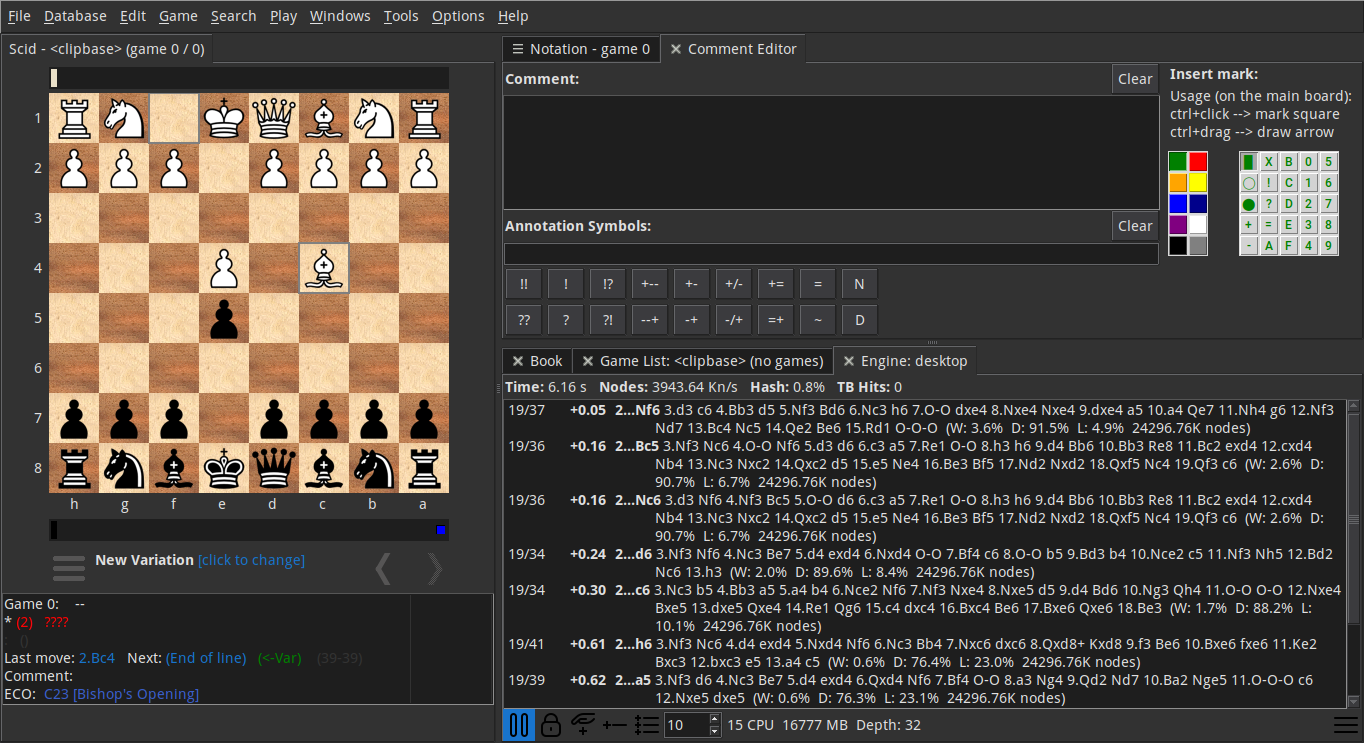 File Database Edit Game Search Play Windows Tools Options Help
Scid - <clipbase> (game 0 / 0)
1
2
3
4
5
6
7
8
h g f e d c b a
New Variation [click to change]
Game 0: --
* (2) ????
: ()
Last move: 2.Bc4 Next: (End of line) (<-Var) (39-39)
Comment:
ECO: C23 [Bishop's Opening]
☰ Notation - game 0 ✕ Comment Editor
Comment: Clear
Annotation Symbols: Clear
!! ! !? +-- +- +/- += = N
?? ? ?! --+ -+ -/+ =+ ~ D
Insert mark:
Usage (on the main board):
ctrl+click --> mark square
ctrl+drag --> draw arrow
X B 0 5
! C 1 6
? D 2 7
+ = E 3 8
- A F 4 9
✕ Book ✕ Game List: <clipbase> (no games) ✕ Engine: desktop
Time: 6.16 s Nodes: 3943.64 Kn/s Hash: 0.8% TB Hits: 0
19/37 +0.05 2...Nf6 3.d3 c6 4.Bb3 d5 5.Nf3 Bd6 6.Nc3 h6 7.O-O dxe4 8.Nxe4 Nxe4 9.dxe4 a5 10.a4 Qe7 11.Nh4 g6 12.Nf3
Nd7 13.Bc4 Nc5 14.Qe2 Be6 15.Rd1 O-O-O (W: 3.6% D: 91.5% L: 4.9% 24296.76K nodes)
19/36 +0.16 2...Bc5 3.Nf3 Nc6 4.O-O Nf6 5.d3 d6 6.c3 a5 7.Re1 O-O 8.h3 h6 9.d4 Bb6 10.Bb3 Re8 11.Bc2 exd4 12.cxd4
Nb4 13.Nc3 Nxc2 14.Qxc2 d5 15.e5 Ne4 16.Be3 Bf5 17.Nd2 Nxd2 18.Qxf5 Nc4 19.Qf3 c6 (W: 2.6% D:
90.7% L: 6.7% 24296.76K nodes)
19/36 +0.16 2...Nc6 3.d3 Nf6 4.Nf3 Bc5 5.O-O d6 6.c3 a5 7.Re1 O-O 8.h3 h6 9.d4 Bb6 10.Bb3 Re8 11.Bc2 exd4 12.cxd4
Nb4 13.Nc3 Nxc2 14.Qxc2 d5 15.e5 Ne4 16.Be3 Bf5 17.Nd2 Nxd2 18.Qxf5 Nc4 19.Qf3 c6 (W: 2.6% D:
90.7% L: 6.7% 24296.76K nodes)
19/34 +0.24 2...d6 3.Nf3 Nf6 4.Nc3 Be7 5.d4 exd4 6.Nxd4 O-O 7.Bf4 c6 8.O-O b5 9.Bd3 b4 10.Nce2 c5 11.Nf3 Nh5 12.Bd2
Nc6 13.h3 (W: 2.0% D: 89.6% L: 8.4% 24296.76K nodes)
19/34 +0.30 2...c6 3.Nc3 b5 4.Bb3 a5 5.a4 b4 6.Nce2 Nf6 7.Nf3 Nxe4 8.Nxe5 d5 9.d4 Bd6 10.Ng3 Qh4 11.O-O O-O 12.Nxe4
Bxe5 13.dxe5 Qxe4 14.Re1 Qg6 15.c4 dxc4 16.Bxc4 Be6 17.Bxe6 Qxe6 18.Be3 (W: 1.7% D: 88.2% L:
10.1% 24296.76K nodes)
19/41 +0.61 2...h6 3.Nf3 Nc6 4.d4 exd4 5.Nxd4 Nf6 6.Nc3 Bb4 7.Nxc6 dxc6 8.Qxd8+ Kxd8 9.f3 Be6 10.Bxe6 fxe6 11.Ke2
Bxc3 12.bxc3 e5 13.a4 c5 (W: 0.6% D: 76.4% L: 23.0% 24296.76K nodes)
19/39 +0.62 2...a5 3.Nf3 d6 4.Nc3 Be7 5.d4 exd4 6.Qxd4 Nf6 7.Bf4 O-O 8.a3 Ng4 9.Qd2 Nd7 10.Ba2 Nge5 11.O-O-O c6
12.Nxe5 dxe5 (W: 0.6% D: 76.3% L: 23.1% 24296.76K nodes)
10 15 CPU 16777 MB Depth: 32